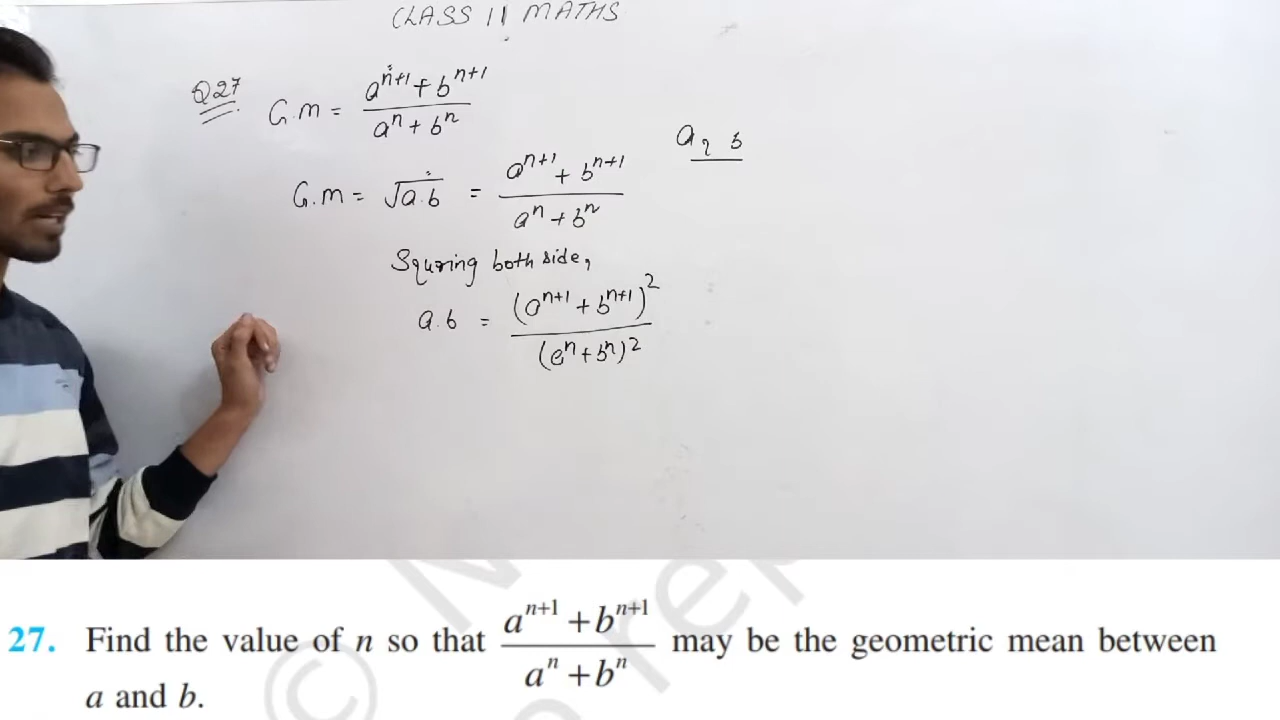 CLASS 11 MATHS
Q27
G.m = a^{n+1} + b^{n+1} / a^n + b^n
a, b
G.m = √a.b = a^{n+1} + b^{n+1} / a^n + b^n
Squring both side,
a.b = (a^{n+1} + b^{n+1})^2 / (a^n + b^n)^2
27. Find the value of n so that a^{n+1} + b^{n+1} / a^n + b^n may be the geometric mean between
a and b.